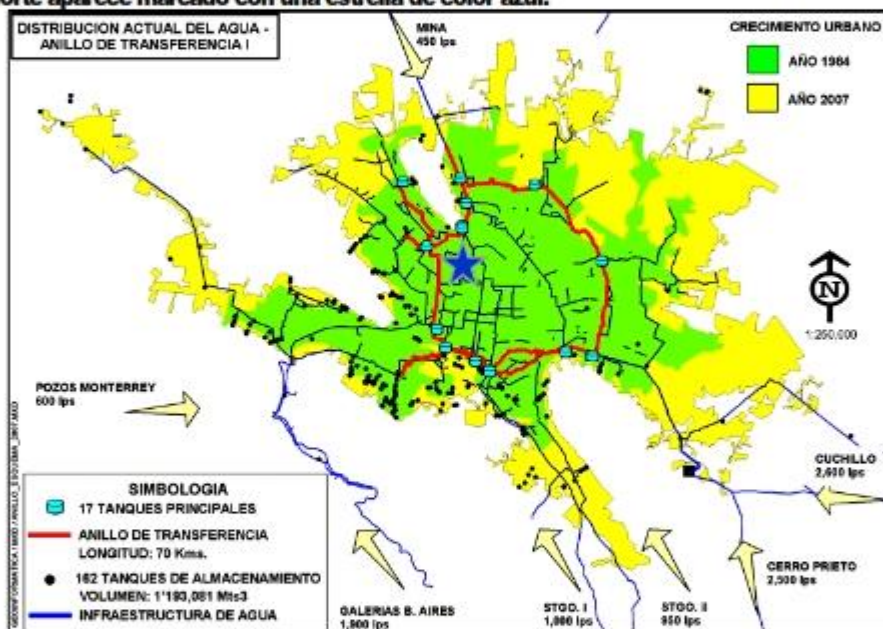 orte aparece marcado con una estrella de color azul.
DISTRIBUCION ACTUAL DEL AGUA -
ANILLO DE TRANSFERENCIA I
MINA
450 lps
CRECIMIENTO URBANO
AÑO 1984
AÑO 2007
N
1:250,000
POZOS MONTERREY
600 lps
CUCHILLO
2,600 lps
CERRO PRIETO
2,500 lps
SIMBOLOGIA
17 TANQUES PRINCIPALES
ANILLO DE TRANSFERENCIA
LONGITUD: 70 Kms.
162 TANQUES DE ALMACENAMIENTO
VOLUMEN: 1'193,081 Mts3
INFRAESTRUCTURA DE AGUA
GALERIAS B. AIRES
1,900 lps
STGO. I
1,000 lps
STGO. II
950 lps